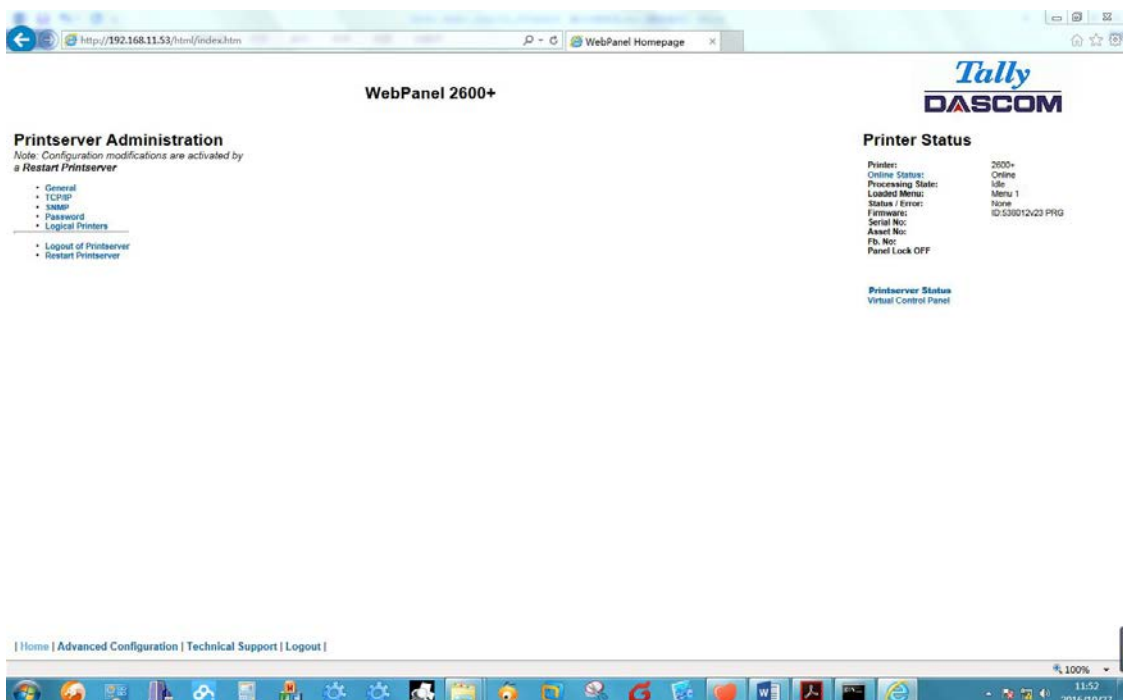 http://192.168.11.53/html/index.htm
WebPanel Homepage
WebPanel 2600+
Tally
DASCOM
Printserver Administration
Note: Configuration modifications are activated by
a Restart Printserver
General
TCP/IP
SNMP
Password
Logical Printers
Logout of Printserver
Restart Printserver
Printer Status
Printer: 2600+
Online Status: Online
Processing State: Idle
Loaded Menu: Menu 1
Status / Error: None
Firmware: ID:538012v23 PRG
Serial No:
Asset No:
Fb. No:
Panel Lock OFF
Printserver Status
Virtual Control Panel
| Home | Advanced Configuration | Technical Support | Logout |
100%
11:52